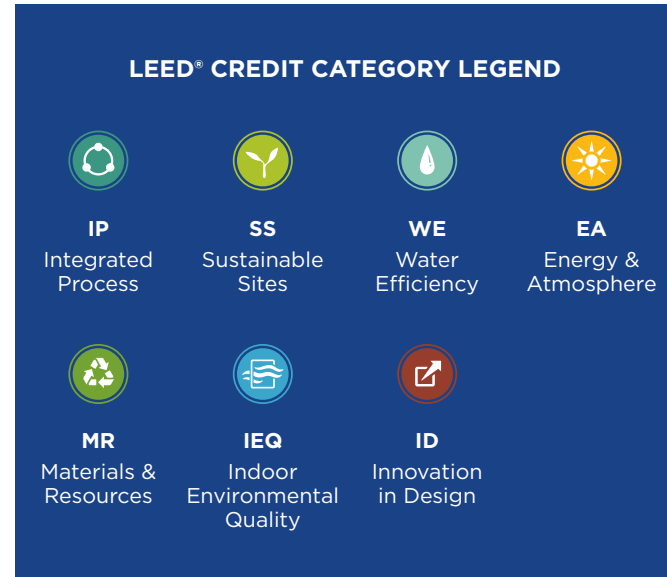 LEED® CREDIT CATEGORY LEGEND
IP
Integrated
Process
SS
Sustainable
Sites
WE
Water
Efficiency
EA
Energy &
Atmosphere
MR
Materials &
Resources
IEQ
Indoor
Environmental
Quality
ID
Innovation
in Design